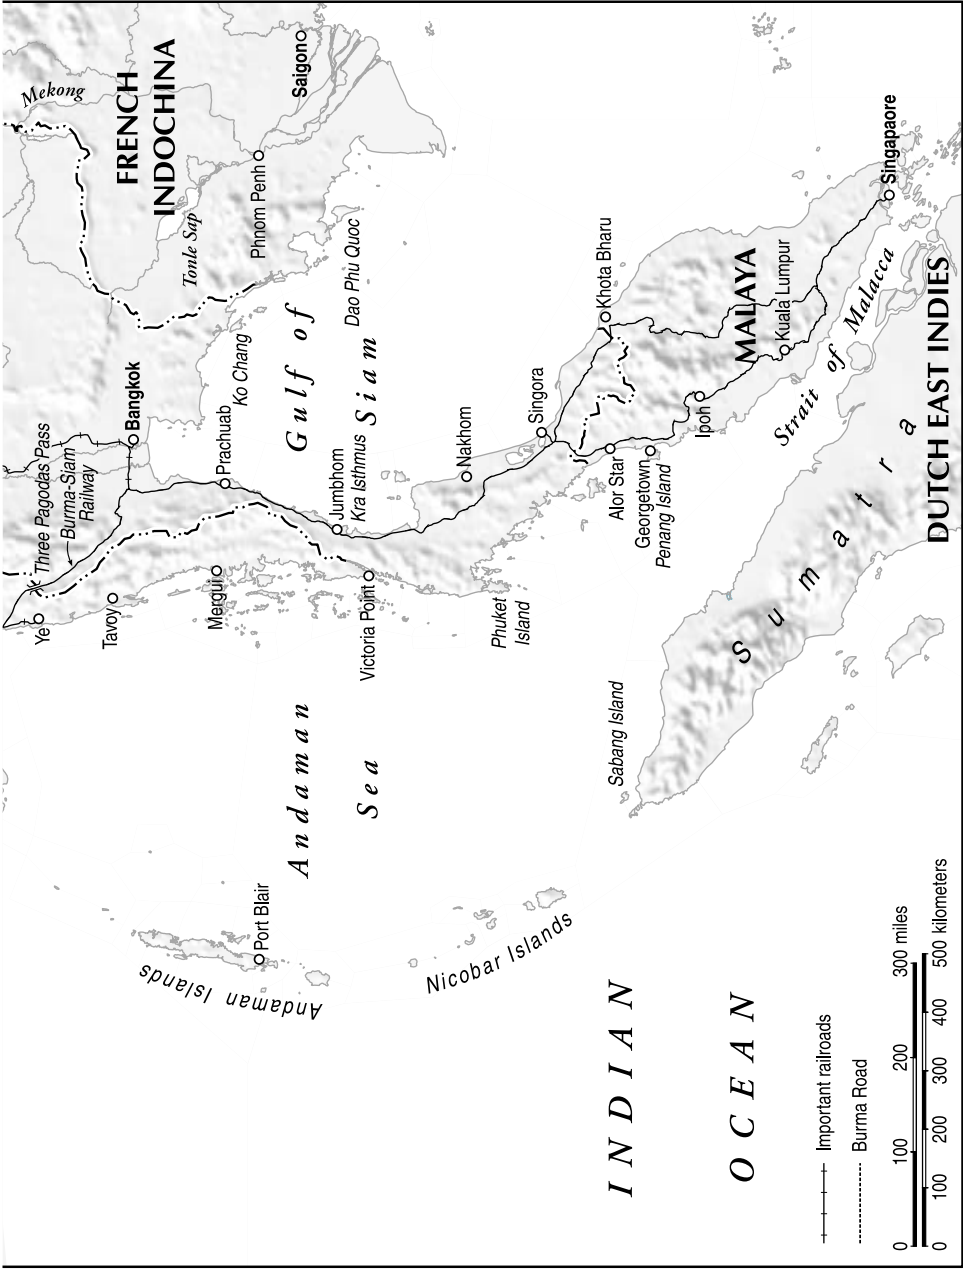 Mekong
FRENCH
INDOCHINA
Saigon
Phnom Penh
Tonle Sap
Three Pagodas Pass
Burma-Siam
Railway
Bangkok
Ye
Tavoy
Mergui
Prachuab
Ko Chang
Dao Phu Quoc
Gulf of
Siam
Jumbhom
Kra Isthmus
Victoria Point
Nakhom
Phuket
Island
Singora
Khota Bharu
Alor Star
Georgetown
Penang Island
Ipoh
MALAYA
Kuala Lumpur
Singapaore
Strait of Malacca
Sumatra
DUTCH EAST INDIES
Sabang Island
Andaman
Sea
Port Blair
Andaman Islands
Nicobar Islands
INDIAN
OCEAN
Important railroads
Burma Road
0 100 200 300 miles
0 100 200 300 400 500 kilometers